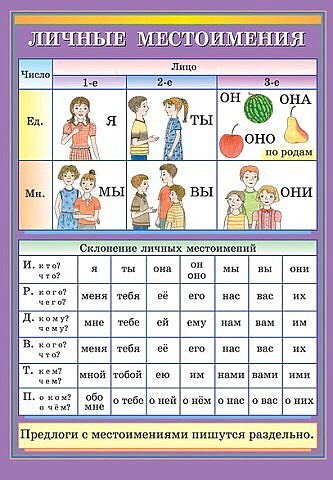 ЛИЧНЫЕ МЕСТОИМЕНИЯ
Число Лицо
1-е 2-е 3-е
Ед. Я ТЫ ОН ОНА ОНО
по родам
Мн. МЫ ВЫ ОНИ
Склонение личных местоимений
И. кто? что? я ты она он оно мы вы они
Р. кого? чего? меня тебя её его нас вас их
Д. кому? чему? мне тебе ей ему нам вам им
В. кого? что? меня тебя её его нас вас их
Т. кем? чем? мной тобой ею им нами вами ими
П. о ком? о чём? обо мне о тебе о ней о нём о нас о вас о них
Предлоги с местоимениями пишутся раздельно.